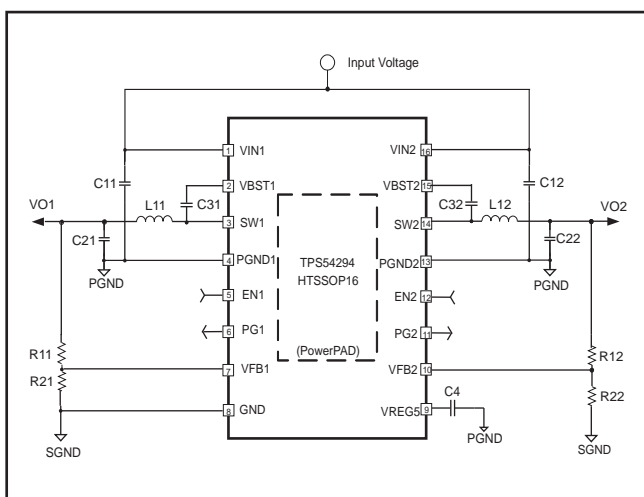 Input Voltage
1 VIN1
VIN2 16
C11
C12
2 VBST1
VBST2 15
VO1
L11
C31
C32
L12
VO2
3 SW1
SW2 14
C21
C22
TPS54294
HTSSOP16
4 PGND1
PGND2 13
PGND
PGND
5 EN1
EN2 12
6 PG1
PG2 11
(PowerPAD)
R11
R12
7 VFB1
VFB2 10
R21
C4
R22
8 GND
VREG5 9
SGND
PGND
SGND